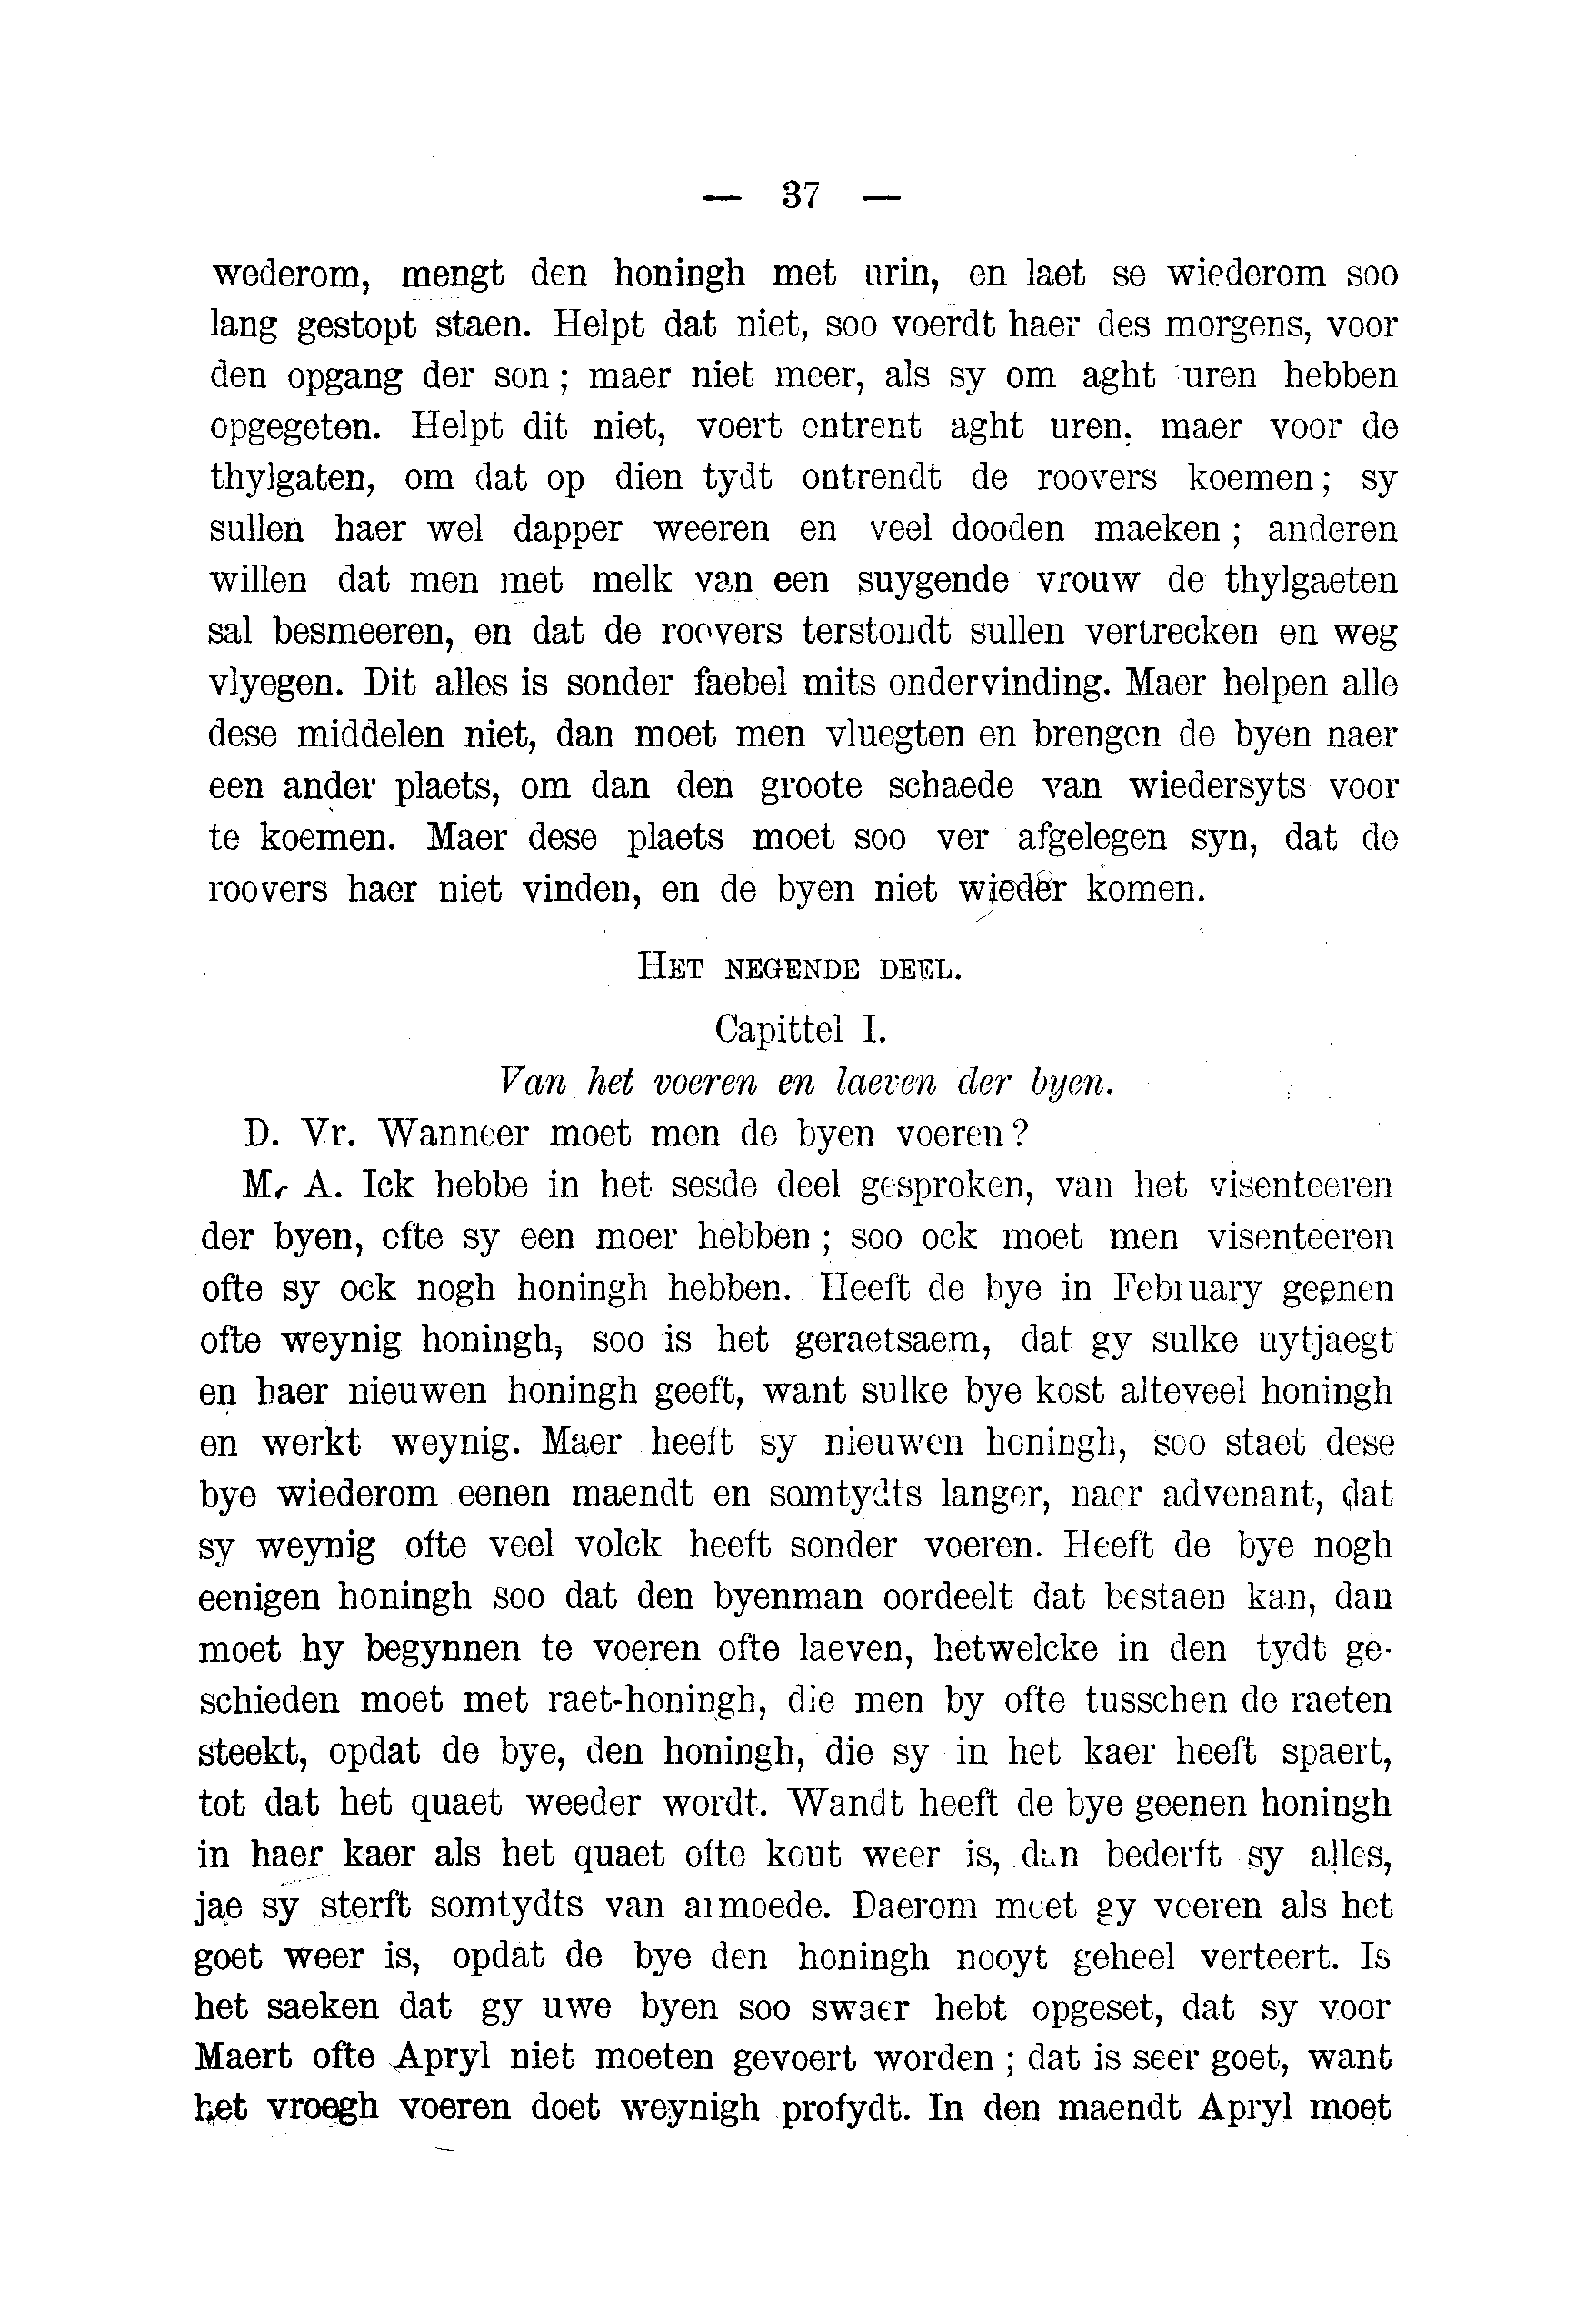 — 37 —
wederom, mengt den honingh met urin, en laet se wiederom soo
lang gestopt staen. Helpt dat niet, soo voerdt haer des morgens, voor
den opgang der son; maer niet meer, als sy om aght uren hebben
opgegeten. Helpt dit niet, voert ontrent aght uren, maer voor de
thylgaten, om dat op dien tydt ontrendt de roovers koemen; sy
sullen haer wel dapper weeren en veel dooden maeken; anderen
willen dat men met melk van een suygende vrouw de thylgaeten
sal besmeeren, en dat de roovers terstondt sullen vertrecken en weg
vlyegen. Dit alles is sonder faebel mits ondervinding. Maer helpen alle
dese middelen niet, dan moet men vluegten en brengen de byen naer
een ander plaets, om dan den groote schaede van wiedersyts voor
te koemen. Maer dese plaets moet soo ver afgelegen syn, dat de
roovers haer niet vinden, en de byen niet wieder komen.
HET NEGENDE DEEL.
Capittel I.
Van het voeren en laeven der byen.
D. Vr. Wanneer moet men de byen voeren?
Mr A. Ick hebbe in het sesde deel gesproken, van het visenteeren
der byen, ofte sy een moer hebben; soo ock moet men visenteeren
ofte sy ock nogh honingh hebben. Heeft de bye in February geenen
ofte weynig honingh, soo is het geraetsaem, dat gy sulke uytjaegt
en haer nieuwen honingh geeft, want sulke bye kost alteveel honingh
en werkt weynig. Maer heeft sy nieuwen honingh, soo staet dese
bye wiederom eenen maendt en somtydts langer, naer advenant, dat
sy weynig ofte veel volck heeft sonder voeren. Heeft de bye nogh
eenigen honingh soo dat den byenman oordeelt dat bestaen kan, dan
moet hy begynnen te voeren ofte laeven, hetwelcke in den tydt ge-
schieden moet met raet-honingh, die men by ofte tusschen de raeten
steekt, opdat de bye, den honingh, die sy in het kaer heeft spaert,
tot dat het quaet weeder wordt. Wandt heeft de bye geenen honingh
in haer kaer als het quaet ofte kout weer is, dan bederft sy alles,
jae sy sterft somtydts van armoede. Daerom moet gy voeren als het
goet weer is, opdat de bye den honingh nooyt geheel verteert. Is
het saeken dat gy uwe byen soo swaer hebt opgeset, dat sy voor
Maert ofte Apryl niet moeten gevoert worden; dat is seer goet, want
het vroegh voeren doet weynigh profydt. In den maendt Apryl moet